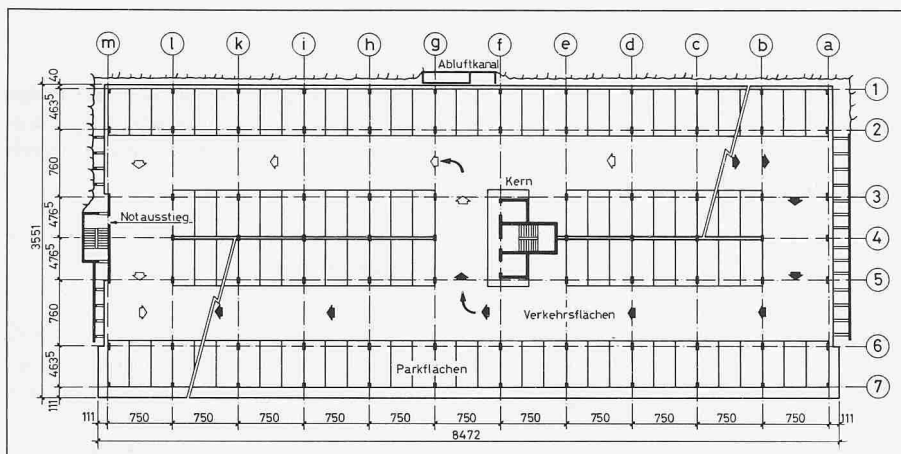 m l k i h g f e d c b a
Abluftkanal
40
463⁵
760
476⁵
476⁵
760
463⁵
111
3551
1
2
3
4
5
6
7
Kern
Notausstieg
Verkehrsflächen
Parkflächen
111 750 750 750 750 750 750 750 750 750 750 750 111
8472